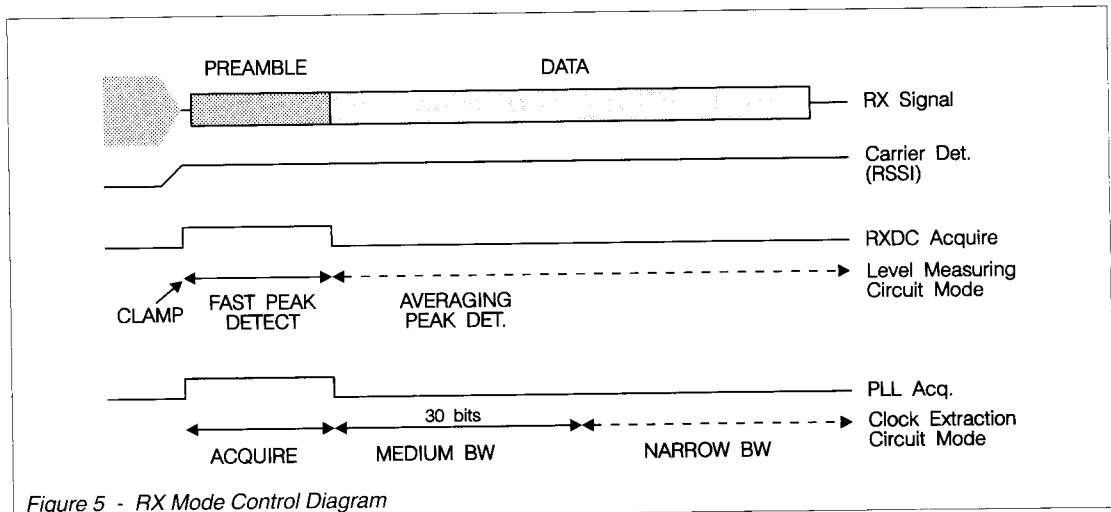 PREAMBLE DATA
RX Signal
Carrier Det.
(RSSI)
RXDC Acquire
Level Measuring
Circuit Mode
CLAMP
FAST PEAK
DETECT
AVERAGING
PEAK DET.
PLL Acq.
30 bits
Clock Extraction
Circuit Mode
ACQUIRE MEDIUM BW NARROW BW
Figure 5 - RX Mode Control Diagram